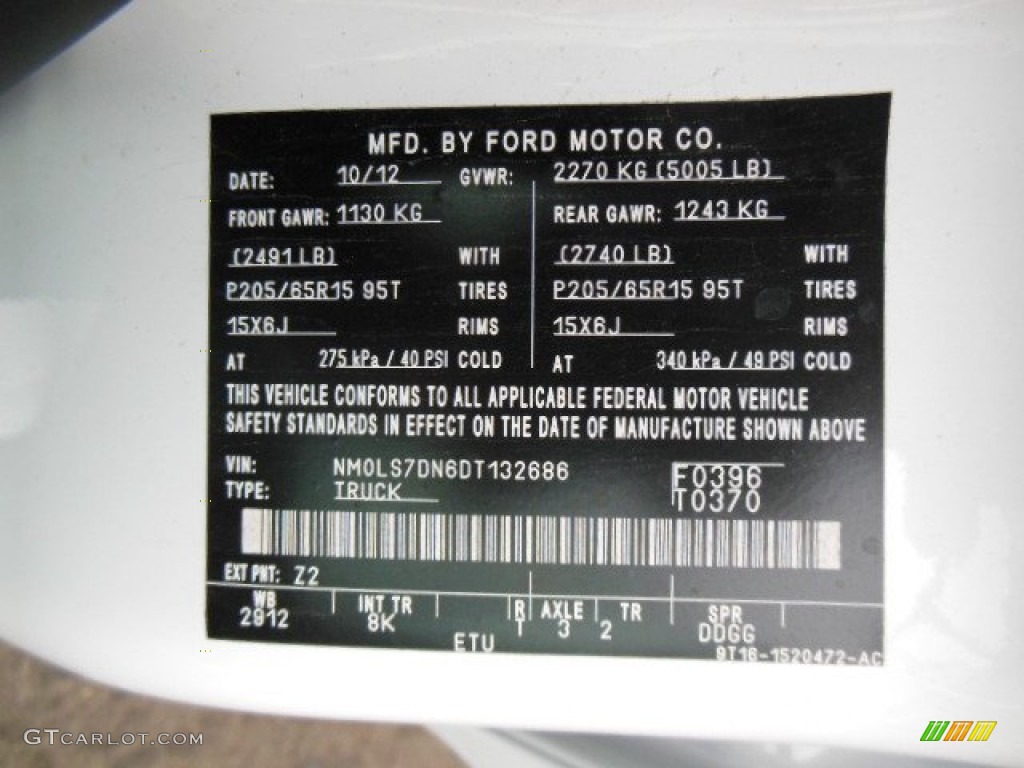 MFD. BY FORD MOTOR CO.
DATE: 10/12 GVWR: 2270 KG (5005 LB)
FRONT GAWR: 1130 KG REAR GAWR: 1243 KG
(2491 LB) WITH (2740 LB) WITH
P205/65R15 95T TIRES P205/65R15 95T TIRES
15X6J RIMS 15X6J RIMS
AT 275 kPa / 40 PSI COLD AT 340 kPa / 49 PSI COLD
THIS VEHICLE CONFORMS TO ALL APPLICABLE FEDERAL MOTOR VEHICLE
SAFETY STANDARDS IN EFFECT ON THE DATE OF MANUFACTURE SHOWN ABOVE
VIN: NM0LS7DN6DT132686 F0396
TYPE: TRUCK T0370
EXT PNT: Z2
WB INT TR R AXLE TR SPR
2912 8K T 3 2 DDGG
ETU 9T16-1520472-AC
GTCARLOT.COM